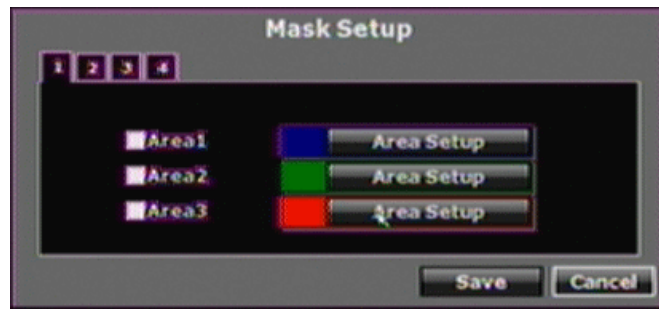 Mask Setup
1 2 3 4
Area1 Area Setup
Area2 Area Setup
Area3 Area Setup
Save Cancel